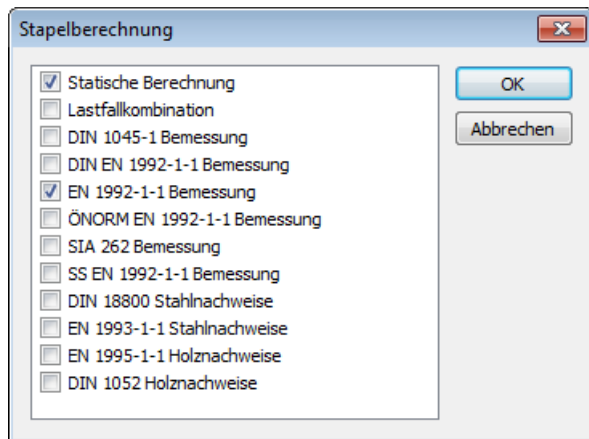 Stapelberechnung
Statische Berechnung
Lastfallkombination
DIN 1045-1 Bemessung
DIN EN 1992-1-1 Bemessung
EN 1992-1-1 Bemessung
ÖNORM EN 1992-1-1 Bemessung
SIA 262 Bemessung
SS EN 1992-1-1 Bemessung
DIN 18800 Stahlnachweise
EN 1993-1-1 Stahlnachweise
EN 1995-1-1 Holznachweise
DIN 1052 Holznachweise
OK
Abbrechen